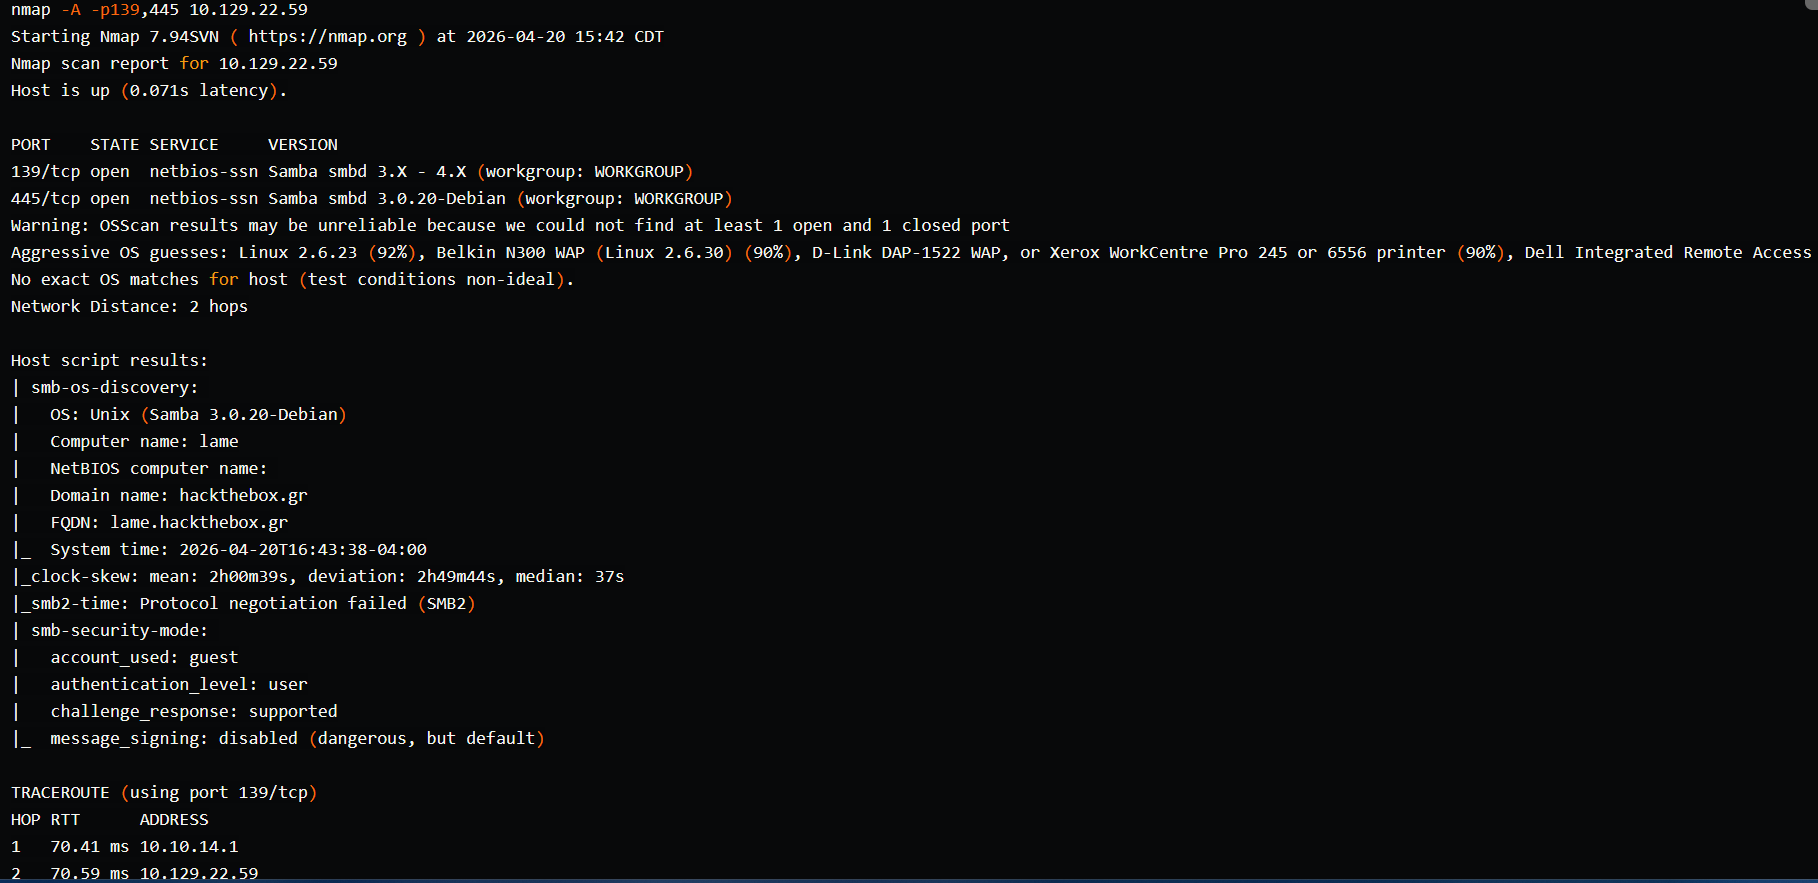 nmap -A -p139,445 10.129.22.59
Starting Nmap 7.94SVN ( https://nmap.org ) at 2026-04-20 15:42 CDT
Nmap scan report for 10.129.22.59
Host is up (0.071s latency).

PORT    STATE SERVICE     VERSION
139/tcp open  netbios-ssn Samba smbd 3.X - 4.X (workgroup: WORKGROUP)
445/tcp open  netbios-ssn Samba smbd 3.0.20-Debian (workgroup: WORKGROUP)
Warning: OSScan results may be unreliable because we could not find at least 1 open and 1 closed port
Aggressive OS guesses: Linux 2.6.23 (92%), Belkin N300 WAP (Linux 2.6.30) (90%), D-Link DAP-1522 WAP, or Xerox WorkCentre Pro 245 or 6556 printer (90%), Dell Integrated Remote Access
No exact OS matches for host (test conditions non-ideal).
Network Distance: 2 hops

Host script results:
| smb-os-discovery:
|   OS: Unix (Samba 3.0.20-Debian)
|   Computer name: lame
|   NetBIOS computer name:
|   Domain name: hackthebox.gr
|   FQDN: lame.hackthebox.gr
|_  System time: 2026-04-20T16:43:38-04:00
|_clock-skew: mean: 2h00m39s, deviation: 2h49m44s, median: 37s
|_smb2-time: Protocol negotiation failed (SMB2)
| smb-security-mode:
|   account_used: guest
|   authentication_level: user
|   challenge_response: supported
|_  message_signing: disabled (dangerous, but default)

TRACEROUTE (using port 139/tcp)
HOP RTT      ADDRESS
1   70.41 ms 10.10.14.1
2   70.59 ms 10.129.22.59